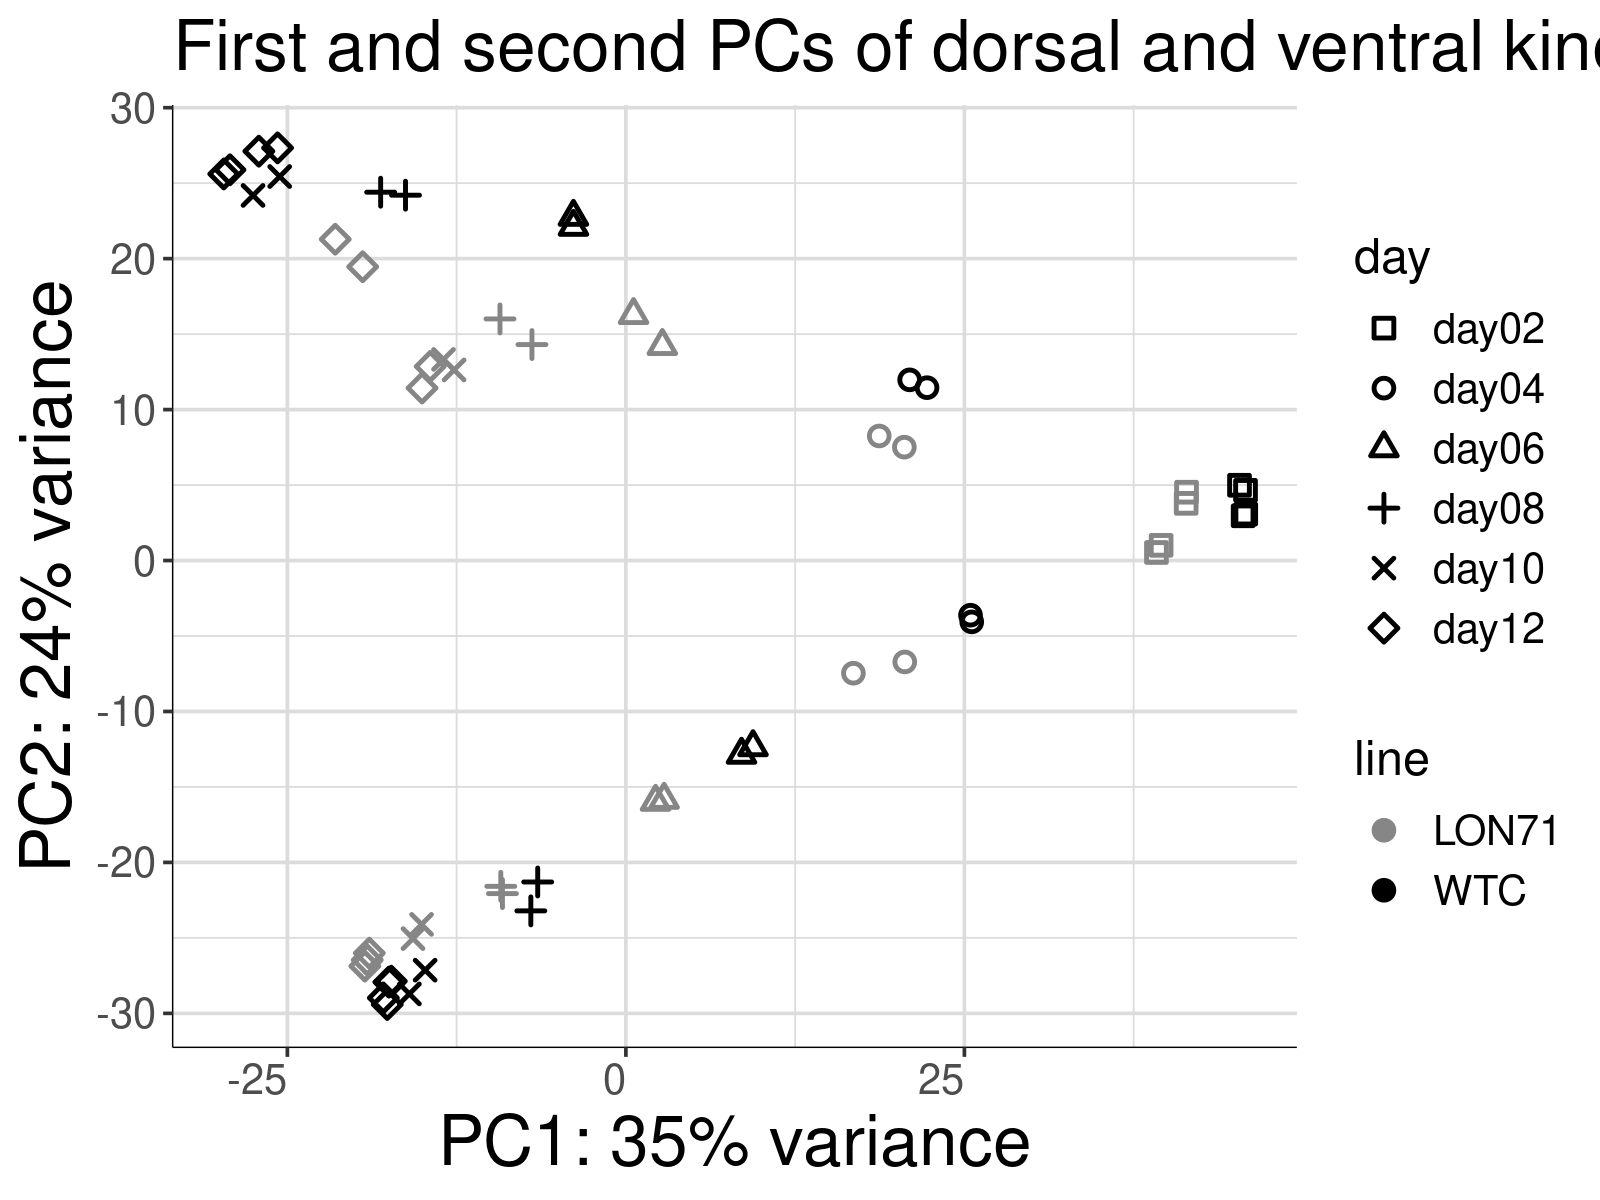 First and second PCs of dorsal and ventral
30
20
10
0
-10
-20
-30
PC2: 24% variance
-25
0
25
PC1: 35% variance
day
day02
day04
day06
day08
day10
day12
line
LON71
WTC